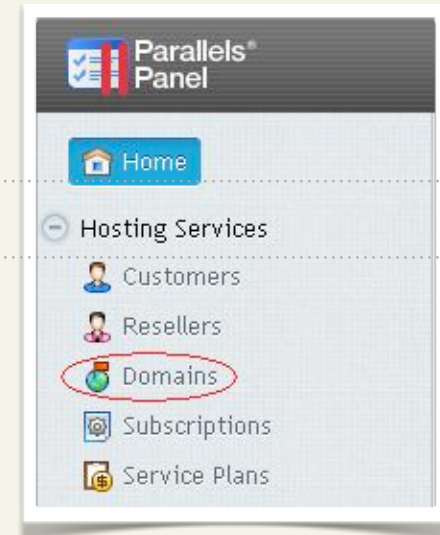 Parallels®
Panel
Home
Hosting Services
Customers
Resellers
Domains
Subscriptions
Service Plans